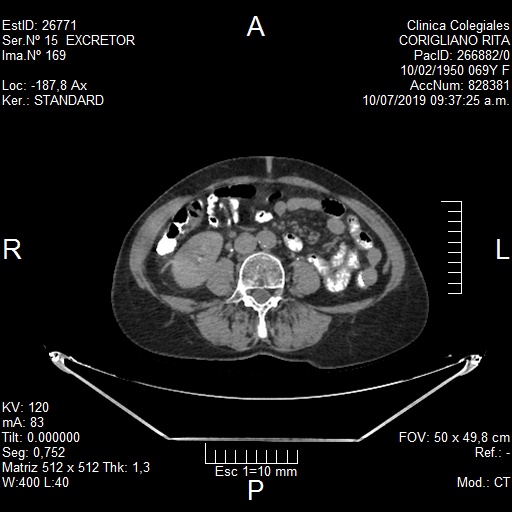 EstID: 26771
Ser.Nº 15 EXCRETOR
Ima.Nº 169
Loc: -187,8 Ax
Ker.: STANDARD
A
Clinica Colegiales
CORIGLIANO RITA
PacID: 266882/0
10/02/1950 069Y F
AccNum: 828381
10/07/2019 09:37:25 a.m.
R
L
KV: 120
mA: 83
Tilt: 0.000000
Seg: 0,752
Matriz 512 x 512 Thk: 1,3
W:400 L:40
Esc 1=10 mm
P
FOV: 50 x 49,8 cm
Ref.: -
Mod.: CT